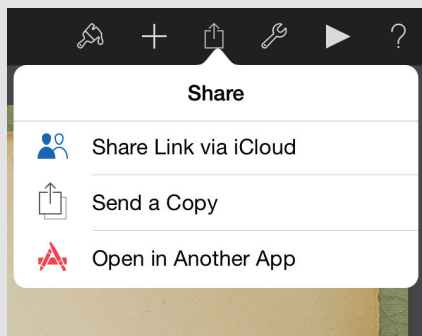 ?
Share
Share Link via iCloud
Send a Copy
Open in Another App